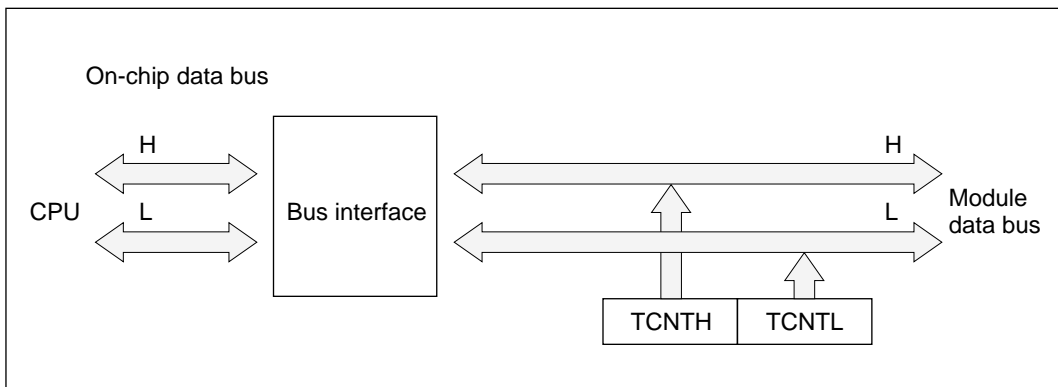 On-chip data bus
H
H
CPU
L
Bus interface
L
Module
data bus
TCNTH
TCNTL